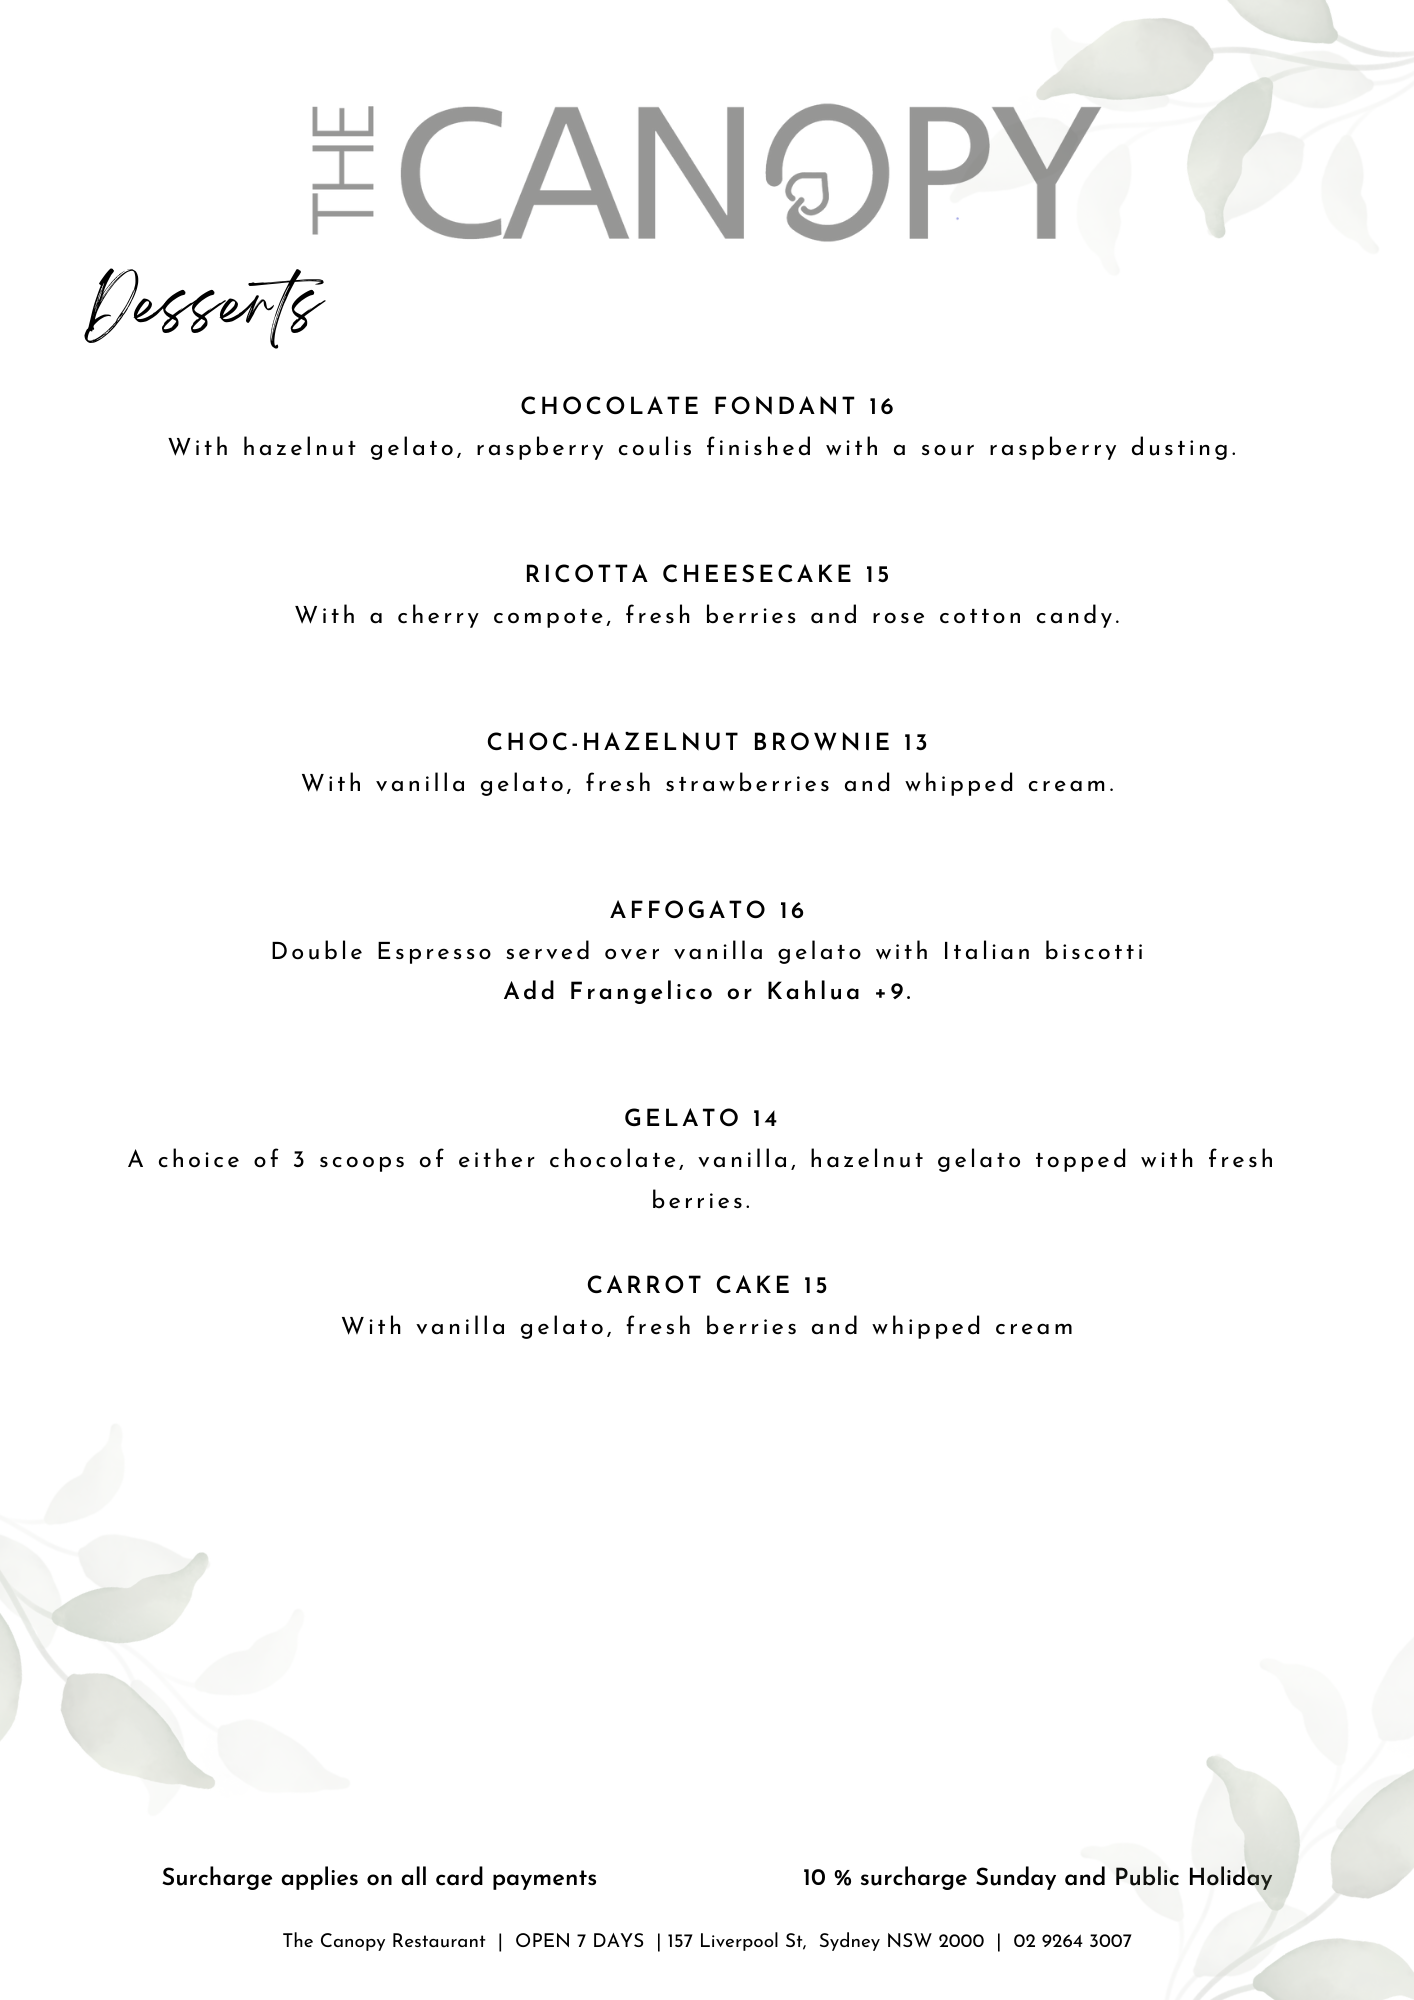 THE CANOPY
Desserts
CHOCOLATE FONDANT 16
With hazelnut gelato, raspberry coulis finished with a sour raspberry dusting.
RICOTTA CHEESECAKE 15
With a cherry compote, fresh berries and rose cotton candy.
CHOC-HAZELNUT BROWNIE 13
With vanilla gelato, fresh strawberries and whipped cream.
AFFOGATO 16
Double Espresso served over vanilla gelato with Italian biscotti
Add Frangelico or Kahlua +9.
GELATO 14
A choice of 3 scoops of either chocolate, vanilla, hazelnut gelato topped with fresh
berries.
CARROT CAKE 15
With vanilla gelato, fresh berries and whipped cream
Surcharge applies on all card payments
10 % surcharge Sunday and Public Holiday
The Canopy Restaurant | OPEN 7 DAYS | 157 Liverpool St, Sydney NSW 2000 | 02 9264 3007